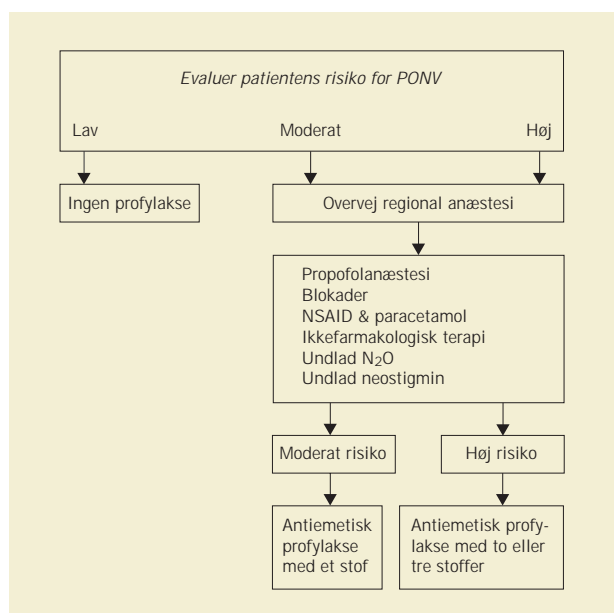 Evaluer patientens risiko for PONV
Lav Moderat Høj
Ingen profylakse
Overvej regional anæstesi
Propofolanæstesi
Blokader
NSAID & paracetamol
Ikkefarmakologisk terapi
Undlad N2O
Undlad neostigmin
Moderat risiko
Høj risiko
Antiemetisk
profylakse
med et stof
Antiemetisk profy-
lakse med to eller
tre stoffer